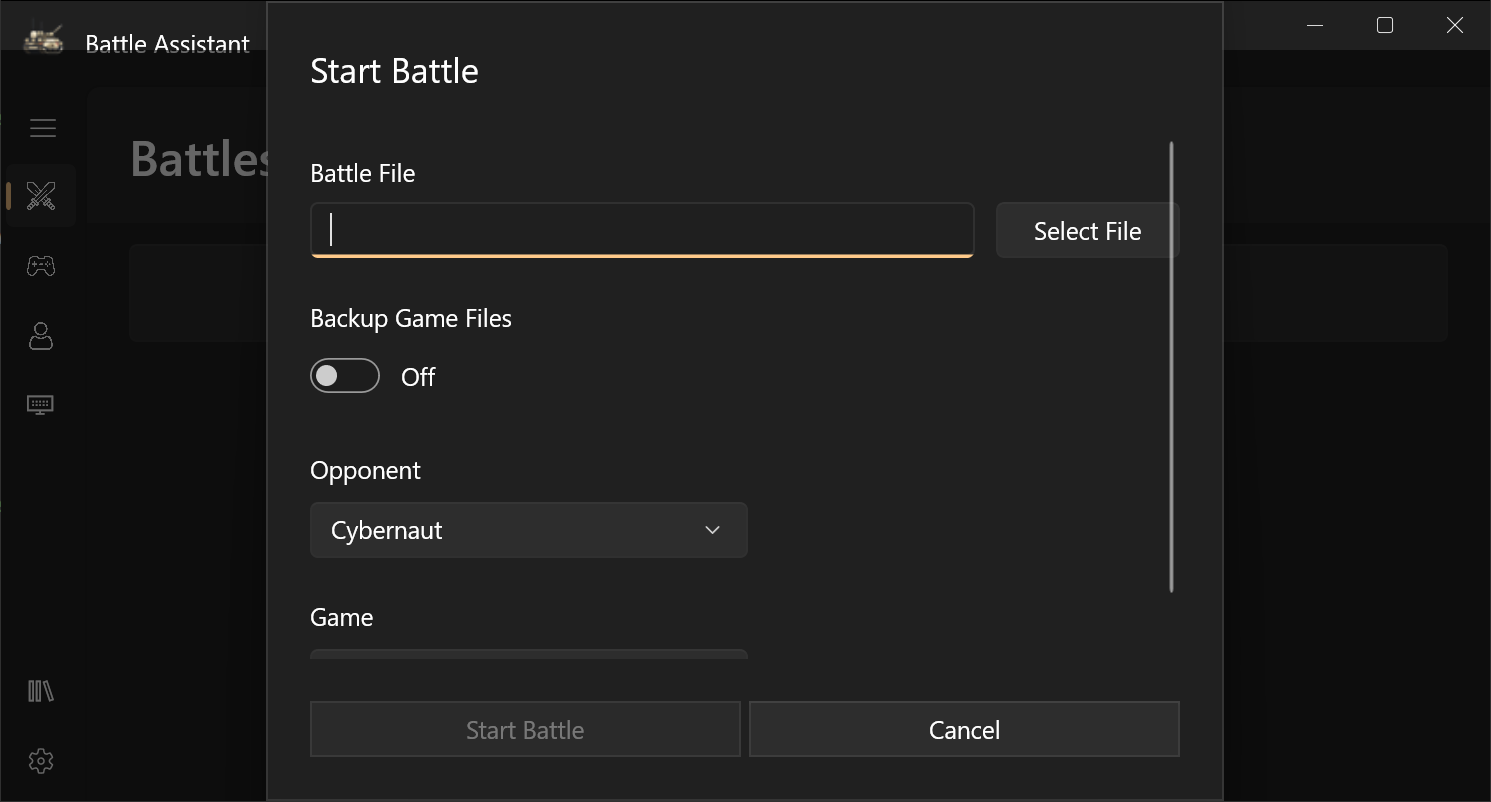 Battle Assistant
Start Battle
Battles
Battle File
Select File
Backup Game Files
Off
Opponent
Cybernaut
Game
Start Battle
Cancel